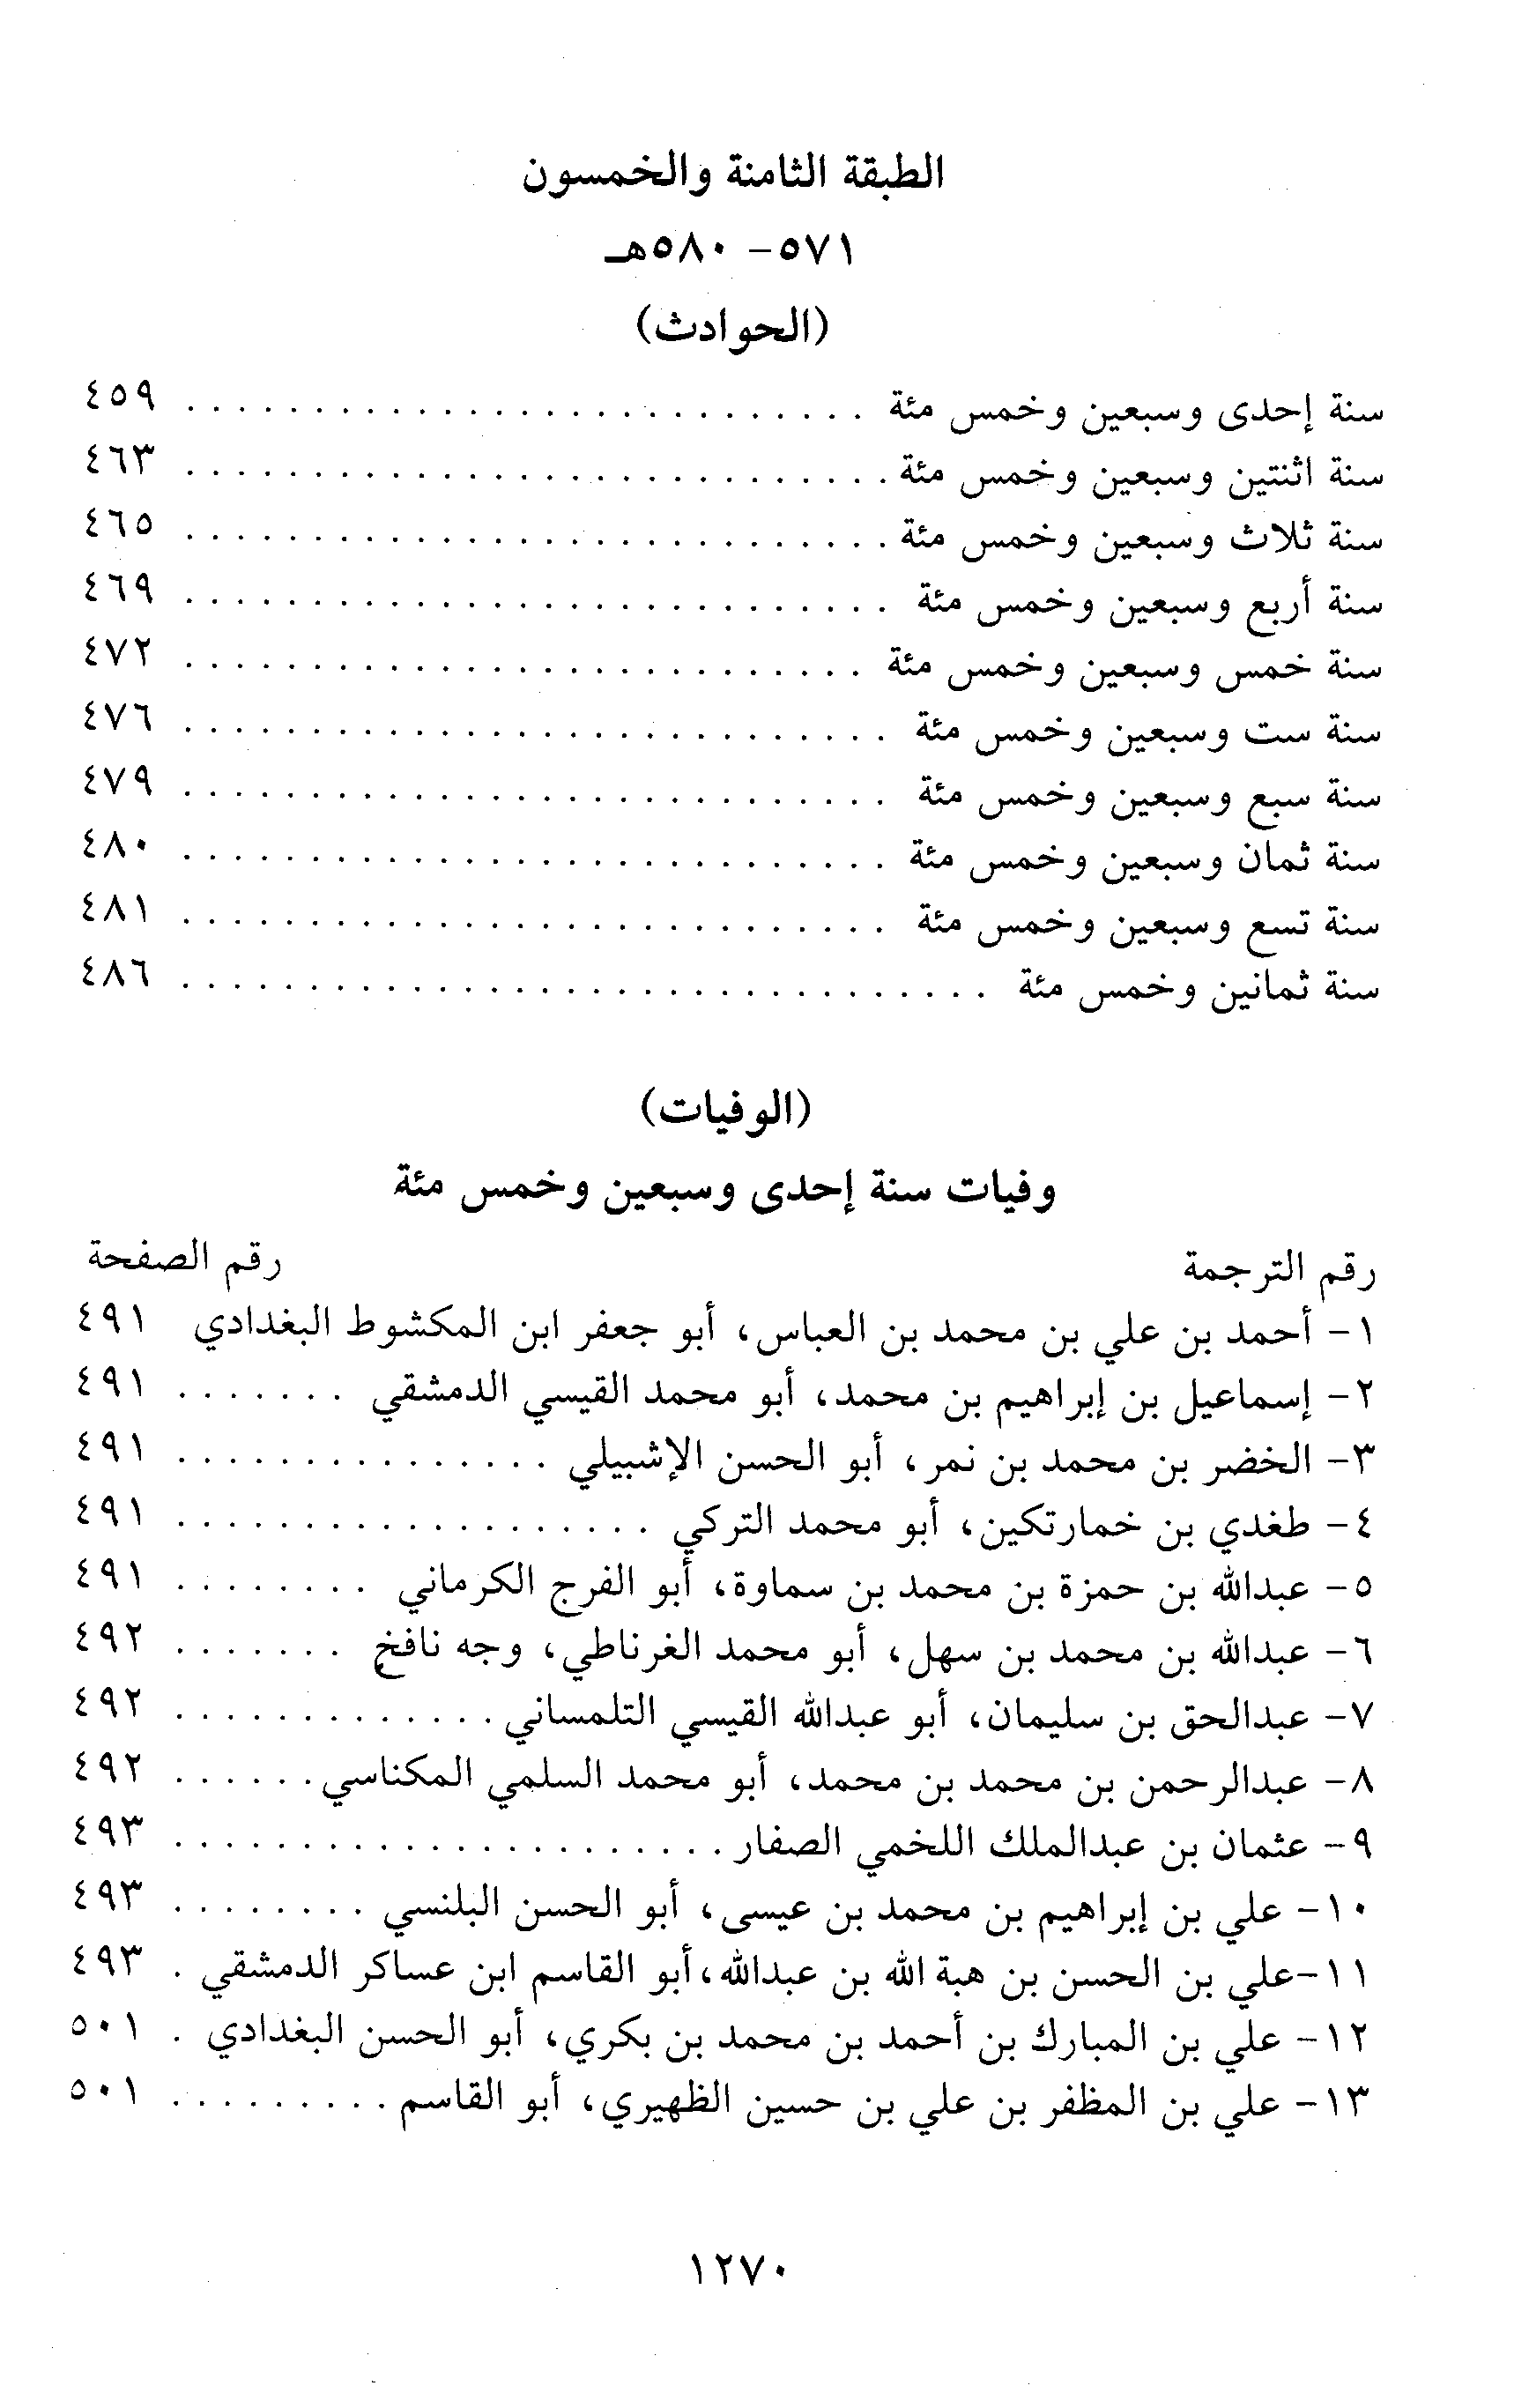 الطبقة الثامنة والخمسون
٥٧١- ٥٨٠هـ
(الحوادث)
سنة إحدى وسبعين وخمس مئة . . . . . . . . . . . . . . . . . . . . . . . . . . . ٤٥٩
سنة اثنتين وسبعين وخمس مئة . . . . . . . . . . . . . . . . . . . . . . . . . . . . ٤٦٣
سنة ثلاث وسبعين وخمس مئة . . . . . . . . . . . . . . . . . . . . . . . . . . . . ٤٦٥
سنة أربع وسبعين وخمس مئة . . . . . . . . . . . . . . . . . . . . . . . . . . . . ٤٦٩
سنة خمس وسبعين وخمس مئة . . . . . . . . . . . . . . . . . . . . . . . . . . . ٤٧٢
سنة ست وسبعين وخمس مئة . . . . . . . . . . . . . . . . . . . . . . . . . . . . ٤٧٦
سنة سبع وسبعين وخمس مئة . . . . . . . . . . . . . . . . . . . . . . . . . . . . ٤٧٩
سنة ثمان وسبعين وخمس مئة . . . . . . . . . . . . . . . . . . . . . . . . . . . . ٤٨٠
سنة تسع وسبعين وخمس مئة . . . . . . . . . . . . . . . . . . . . . . . . . . . . ٤٨١
سنة ثمانين وخمس مئة . . . . . . . . . . . . . . . . . . . . . . . . . . . . . . . . ٤٨٦
(الوفيات)
وفيات سنة إحدى وسبعين وخمس مئة
رقم الترجمة رقم الصفحة
١- أحمد بن علي بن محمد بن العباس، أبو جعفر ابن المكشوط البغدادي ٤٩١
٢- إسماعيل بن إبراهيم بن محمد، أبو محمد القيسي الدمشقي . . . . . . . ٤٩١
٣- الخضر بن محمد بن نمر، أبو الحسن الإشبيلي . . . . . . . . . . . . . . . ٤٩١
٤- طغدي بن خمارتكين، أبو محمد التركي . . . . . . . . . . . . . . . . . . . ٤٩١
٥- عبدالله بن حمزة بن محمد بن سماوة، أبو الفرج الكرماني . . . . . . . . ٤٩١
٦- عبدالله بن محمد بن سهل، أبو محمد الغرناطي، وجه نافخ . . . . . . . ٤٩٢
٧- عبدالحق بن سليمان، أبو عبدالله القيسي التلمساني . . . . . . . . . . . . . ٤٩٢
٨- عبدالرحمن بن محمد بن محمد، أبو محمد السلمي المكناسي . . . . . . ٤٩٢
٩- عثمان بن عبدالملك اللخمي الصفار . . . . . . . . . . . . . . . . . . . . . . ٤٩٣
١٠- علي بن إبراهيم بن محمد بن عيسى، أبو الحسن البلنسي . . . . . . . . ٤٩٣
١١-علي بن الحسن بن هبة الله بن عبدالله،أبو القاسم ابن عساكر الدمشقي . ٤٩٣
١٢- علي بن المبارك بن أحمد بن محمد بن بكري، أبو الحسن البغدادي . ٥٠١
١٣- علي بن المظفر بن علي بن حسين الظهيري، أبو القاسم . . . . . . . . . ٥٠١
١٢٧٠